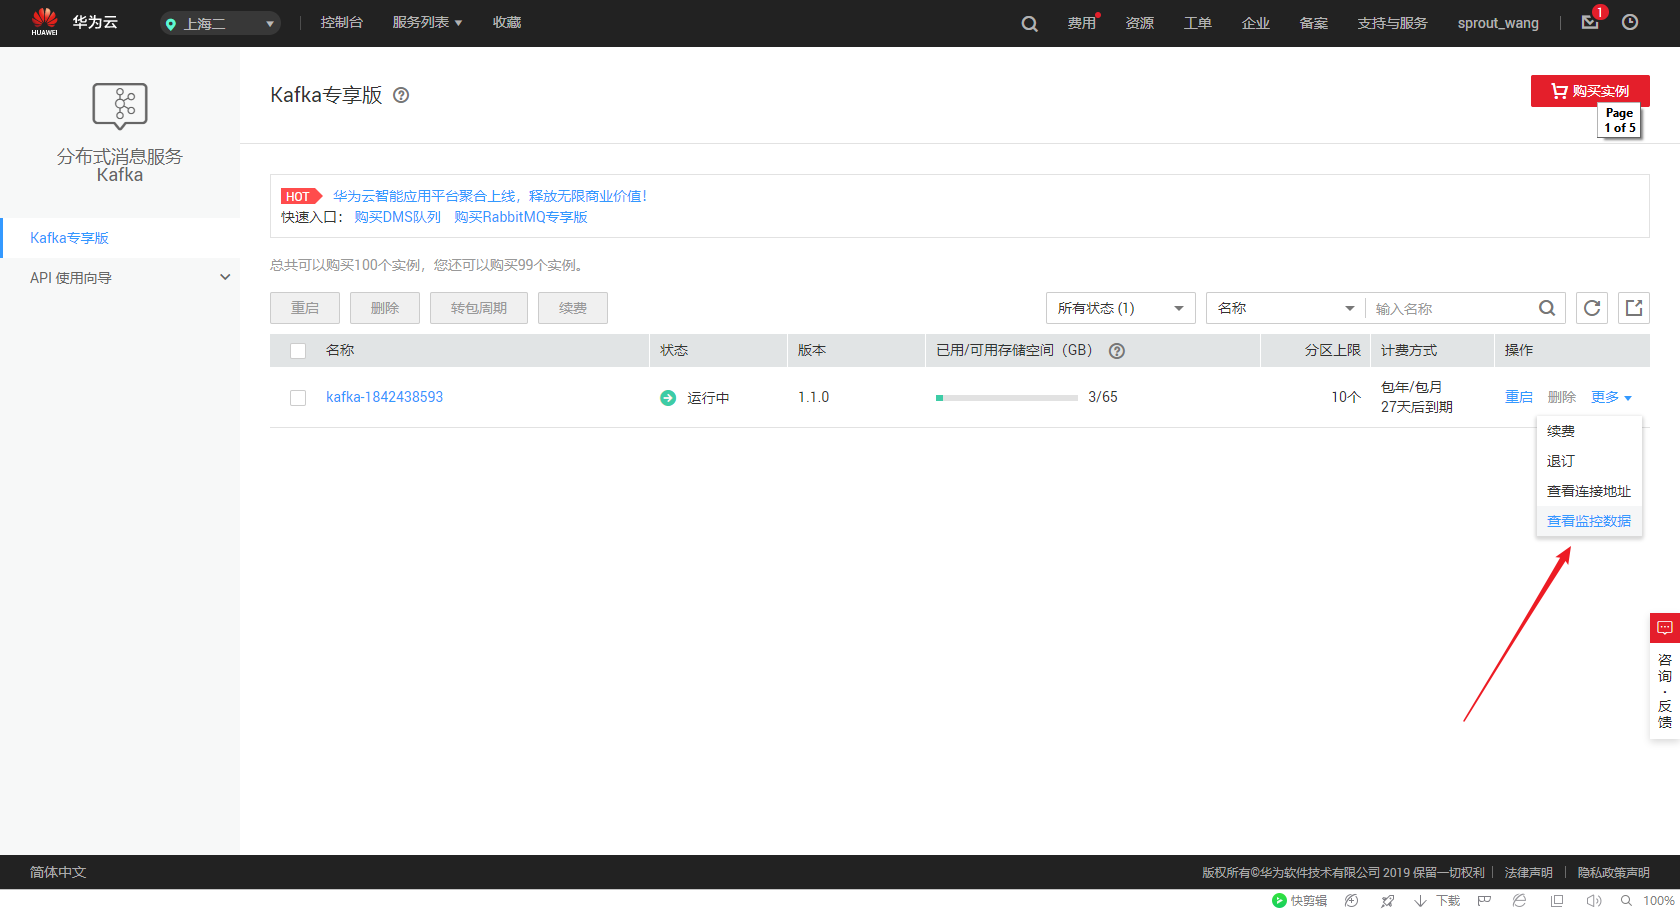 HUAWEI
华为云
上海二
控制台
服务列表
收藏
费用
资源
工单
企业
备案
支持与服务
sprout_wang
1
分布式消息服务
Kafka
Kafka专享版
API 使用向导
Kafka专享版
购买实例
Page
1 of 5
HOT 华为云智能应用平台聚合上线，释放无限商业价值！
快速入口： 购买DMS队列 购买RabbitMQ专享版
总共可以购买100个实例，您还可以购买99个实例。
重启 删除 转包周期 续费 所有状态 (1) 名称 输入名称
名称 状态 版本 已用/可用存储空间（GB） 分区上限 计费方式 操作
kafka-1842438593 运行中 1.1.0 3/65 10个 包年/包月 重启 删除 更多
27天后到期
续费
退订
查看连接地址
查看监控数据
咨询·反馈
简体中文
版权所有©华为软件技术有限公司 2019 保留一切权利 法律声明 隐私政策声明
快剪辑 下载 100%